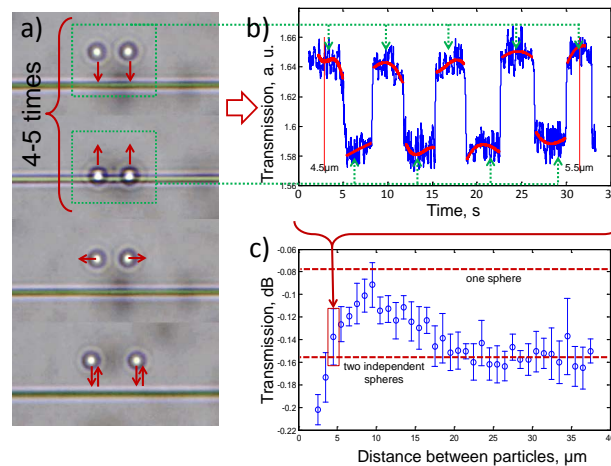 a)
4-5 times
b)
Transmission, a. u.
1.66
1.64
1.62
1.6
1.58
1.56
4.5µm
5.5µm
0 5 10 15 20 25 30 35
Time, s
c)
Transmission, dB
-0.06
-0.08
-0.1
-0.12
-0.14
-0.16
-0.18
-0.2
-0.22
one sphere
two independent
spheres
0 5 10 15 20 25 30 35 40
Distance between particles, µm